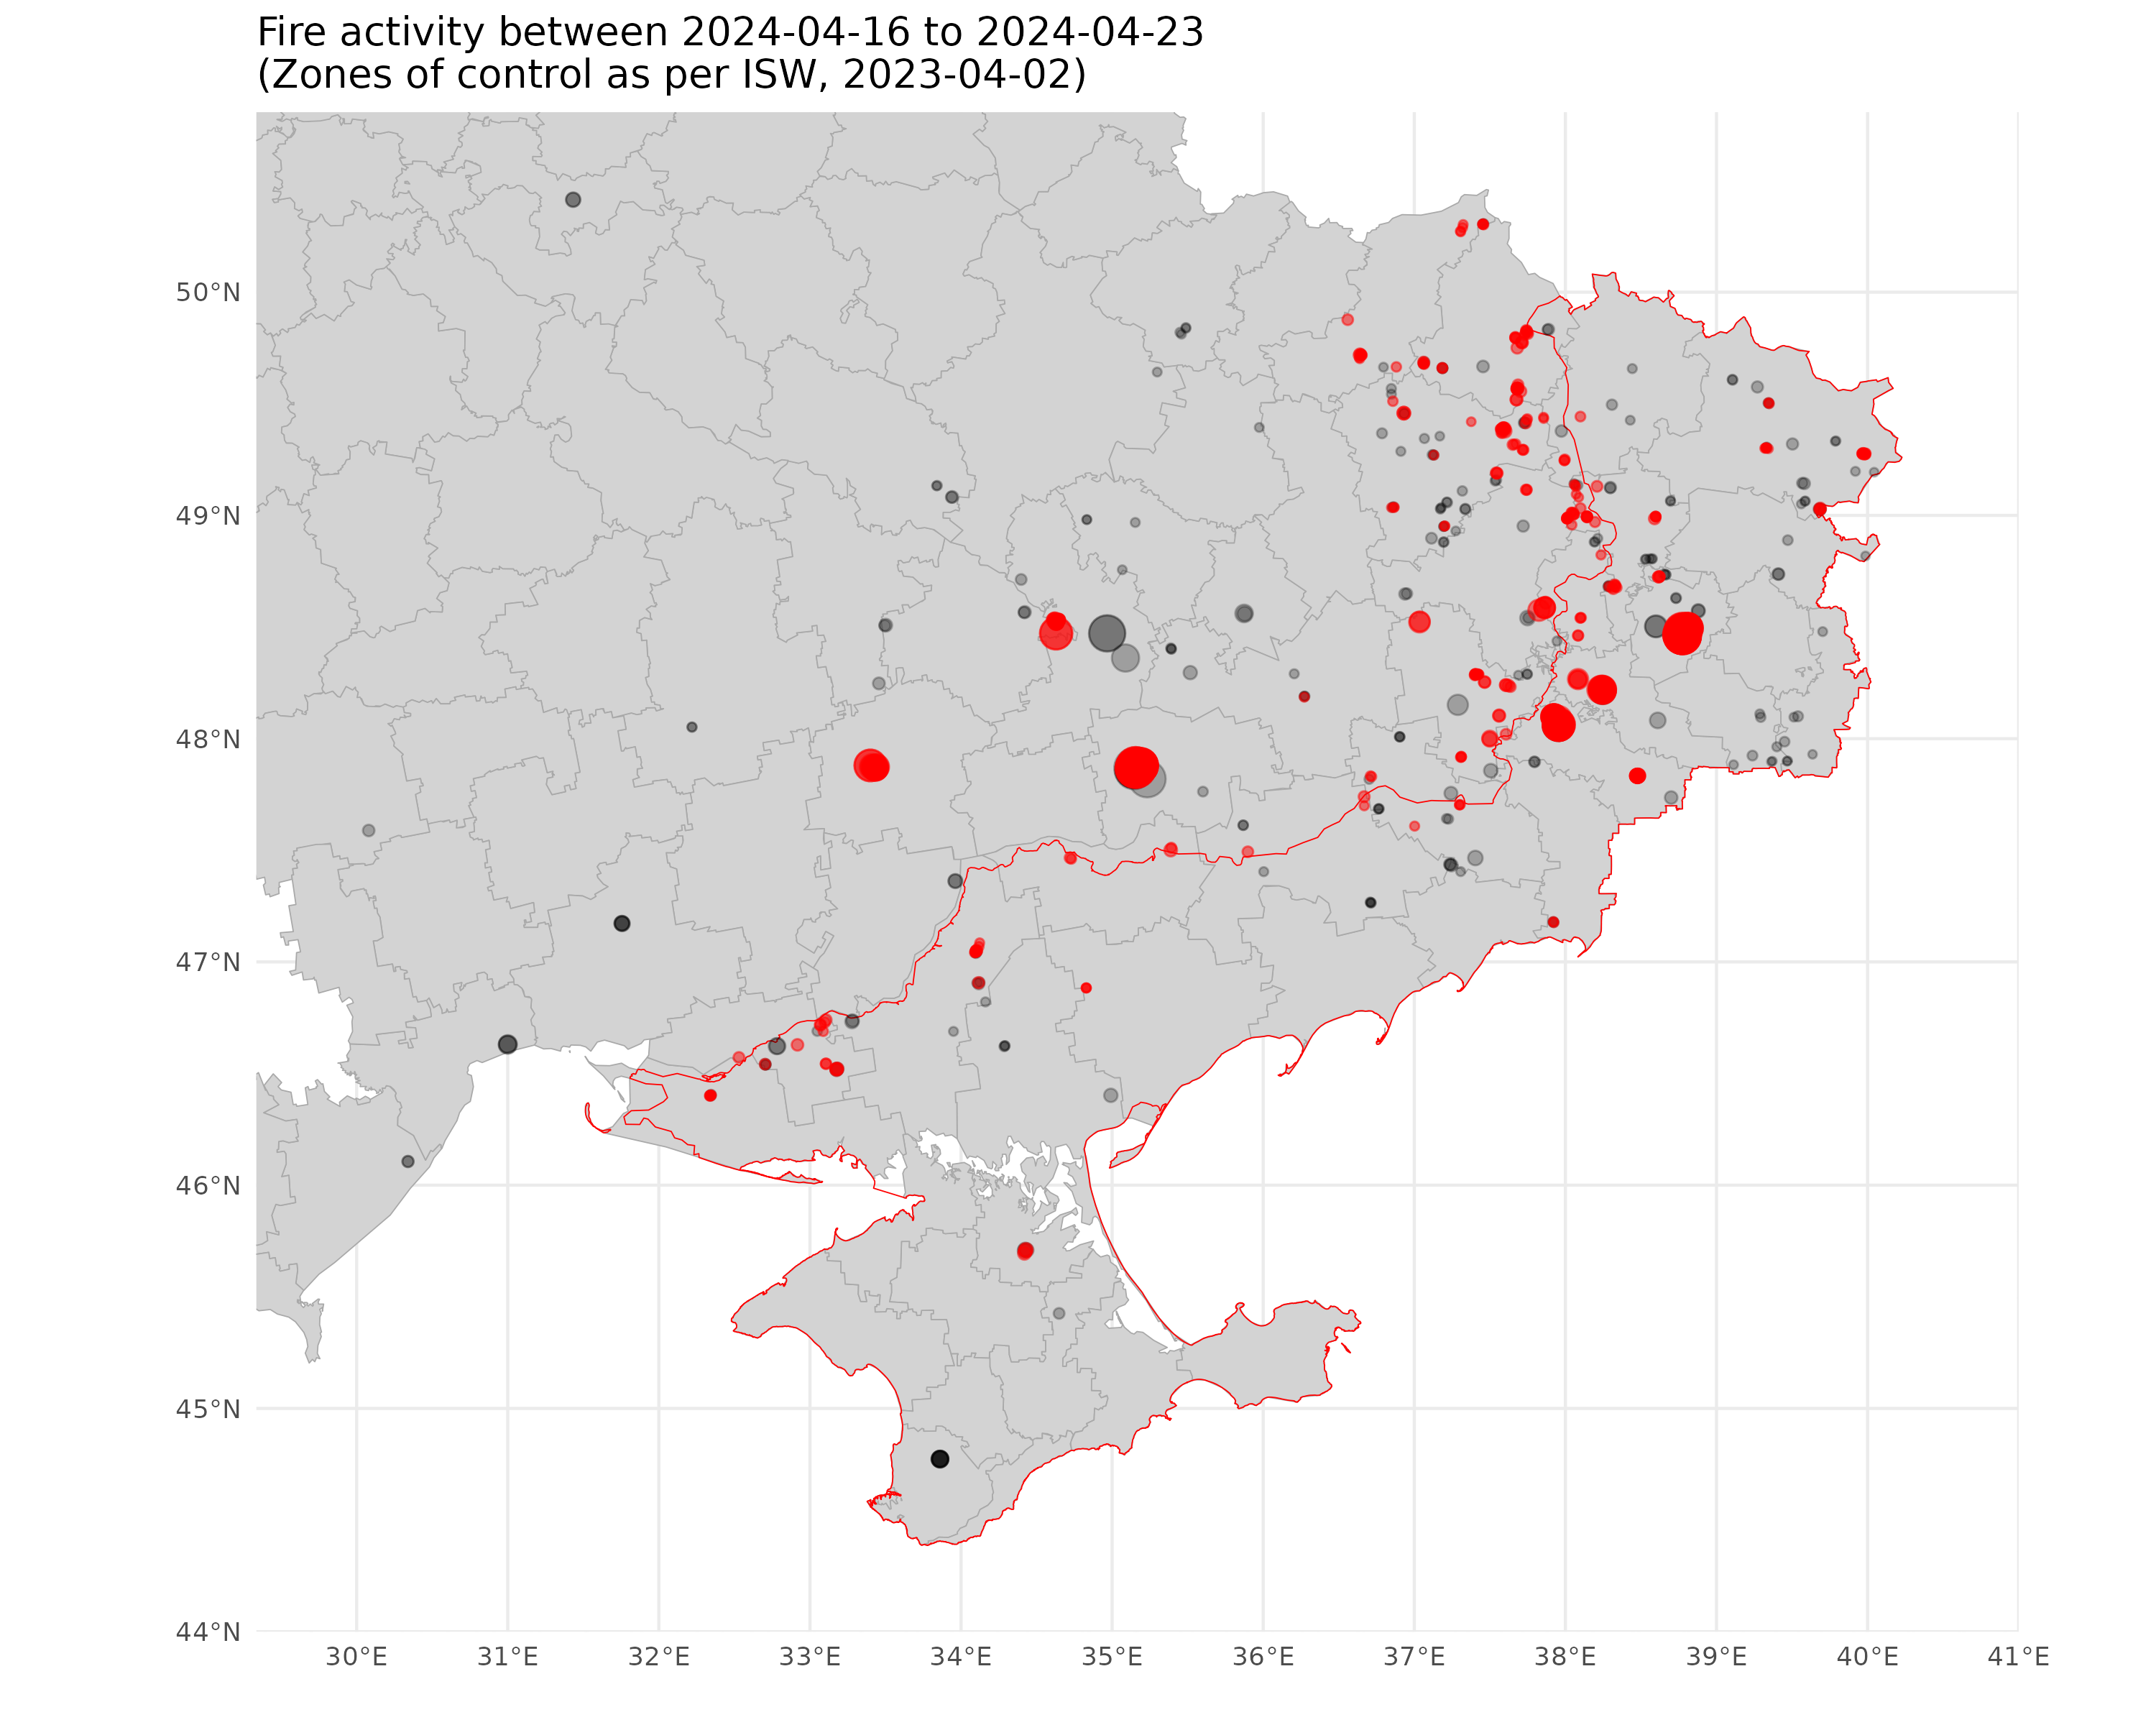 Fire activity between 2024-04-16 to 2024-04-23
(Zones of control as per ISW, 2023-04-02)
50°N
49°N
48°N
47°N
46°N
45°N
44°N
30°E 31°E 32°E 33°E 34°E 35°E 36°E 37°E 38°E 39°E 40°E 41°E